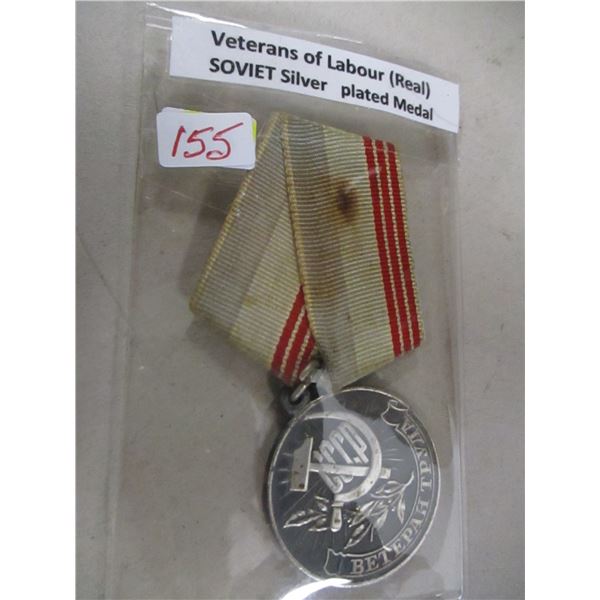 Veterans of Labour (Real)
SOVIET Silver plated Medal
155
СССР
ВЕТЕРАН ТРУДА